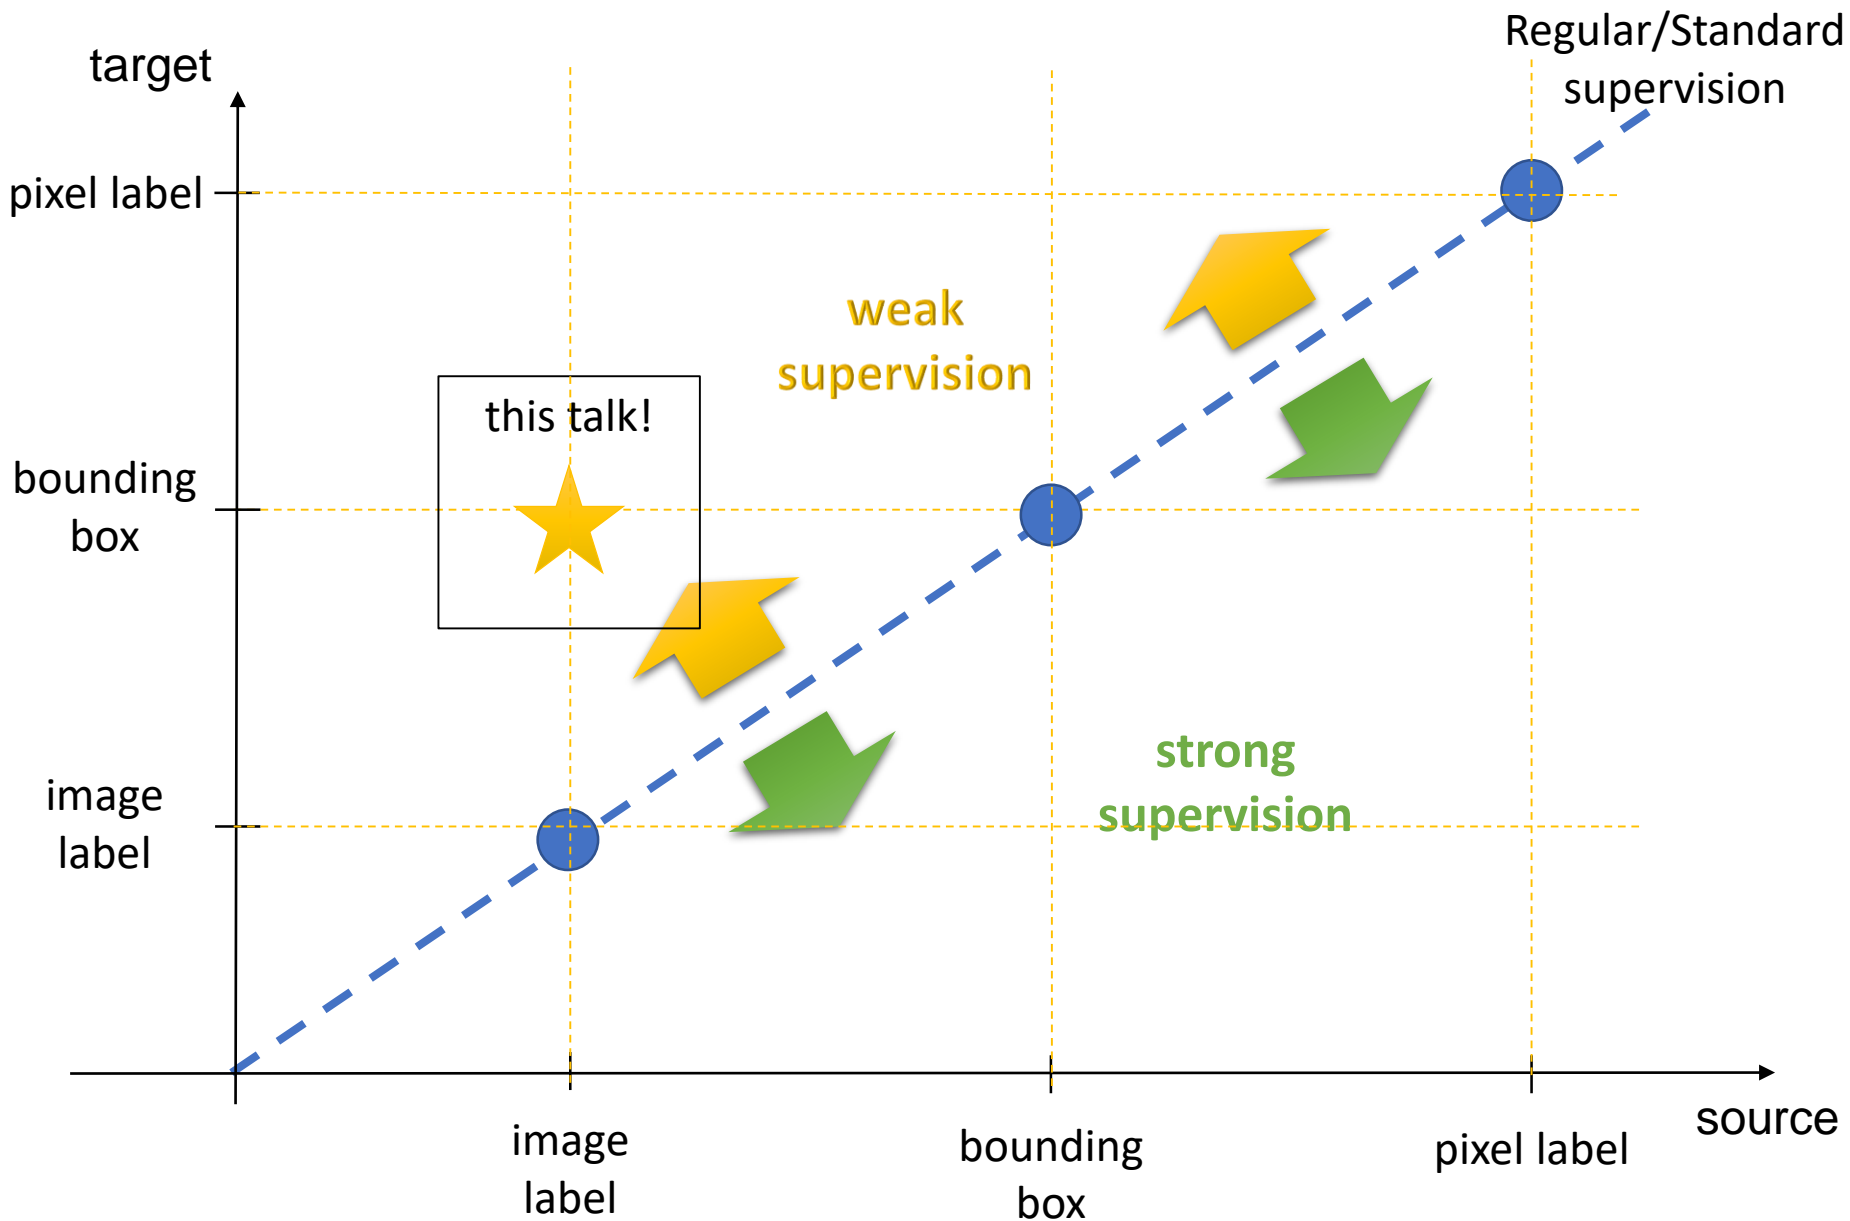 Regular/Standard
supervision
target
pixel label
weak
supervision
this talk!
bounding
box
strong
supervision
image
label
source
image
label
bounding
box
pixel label